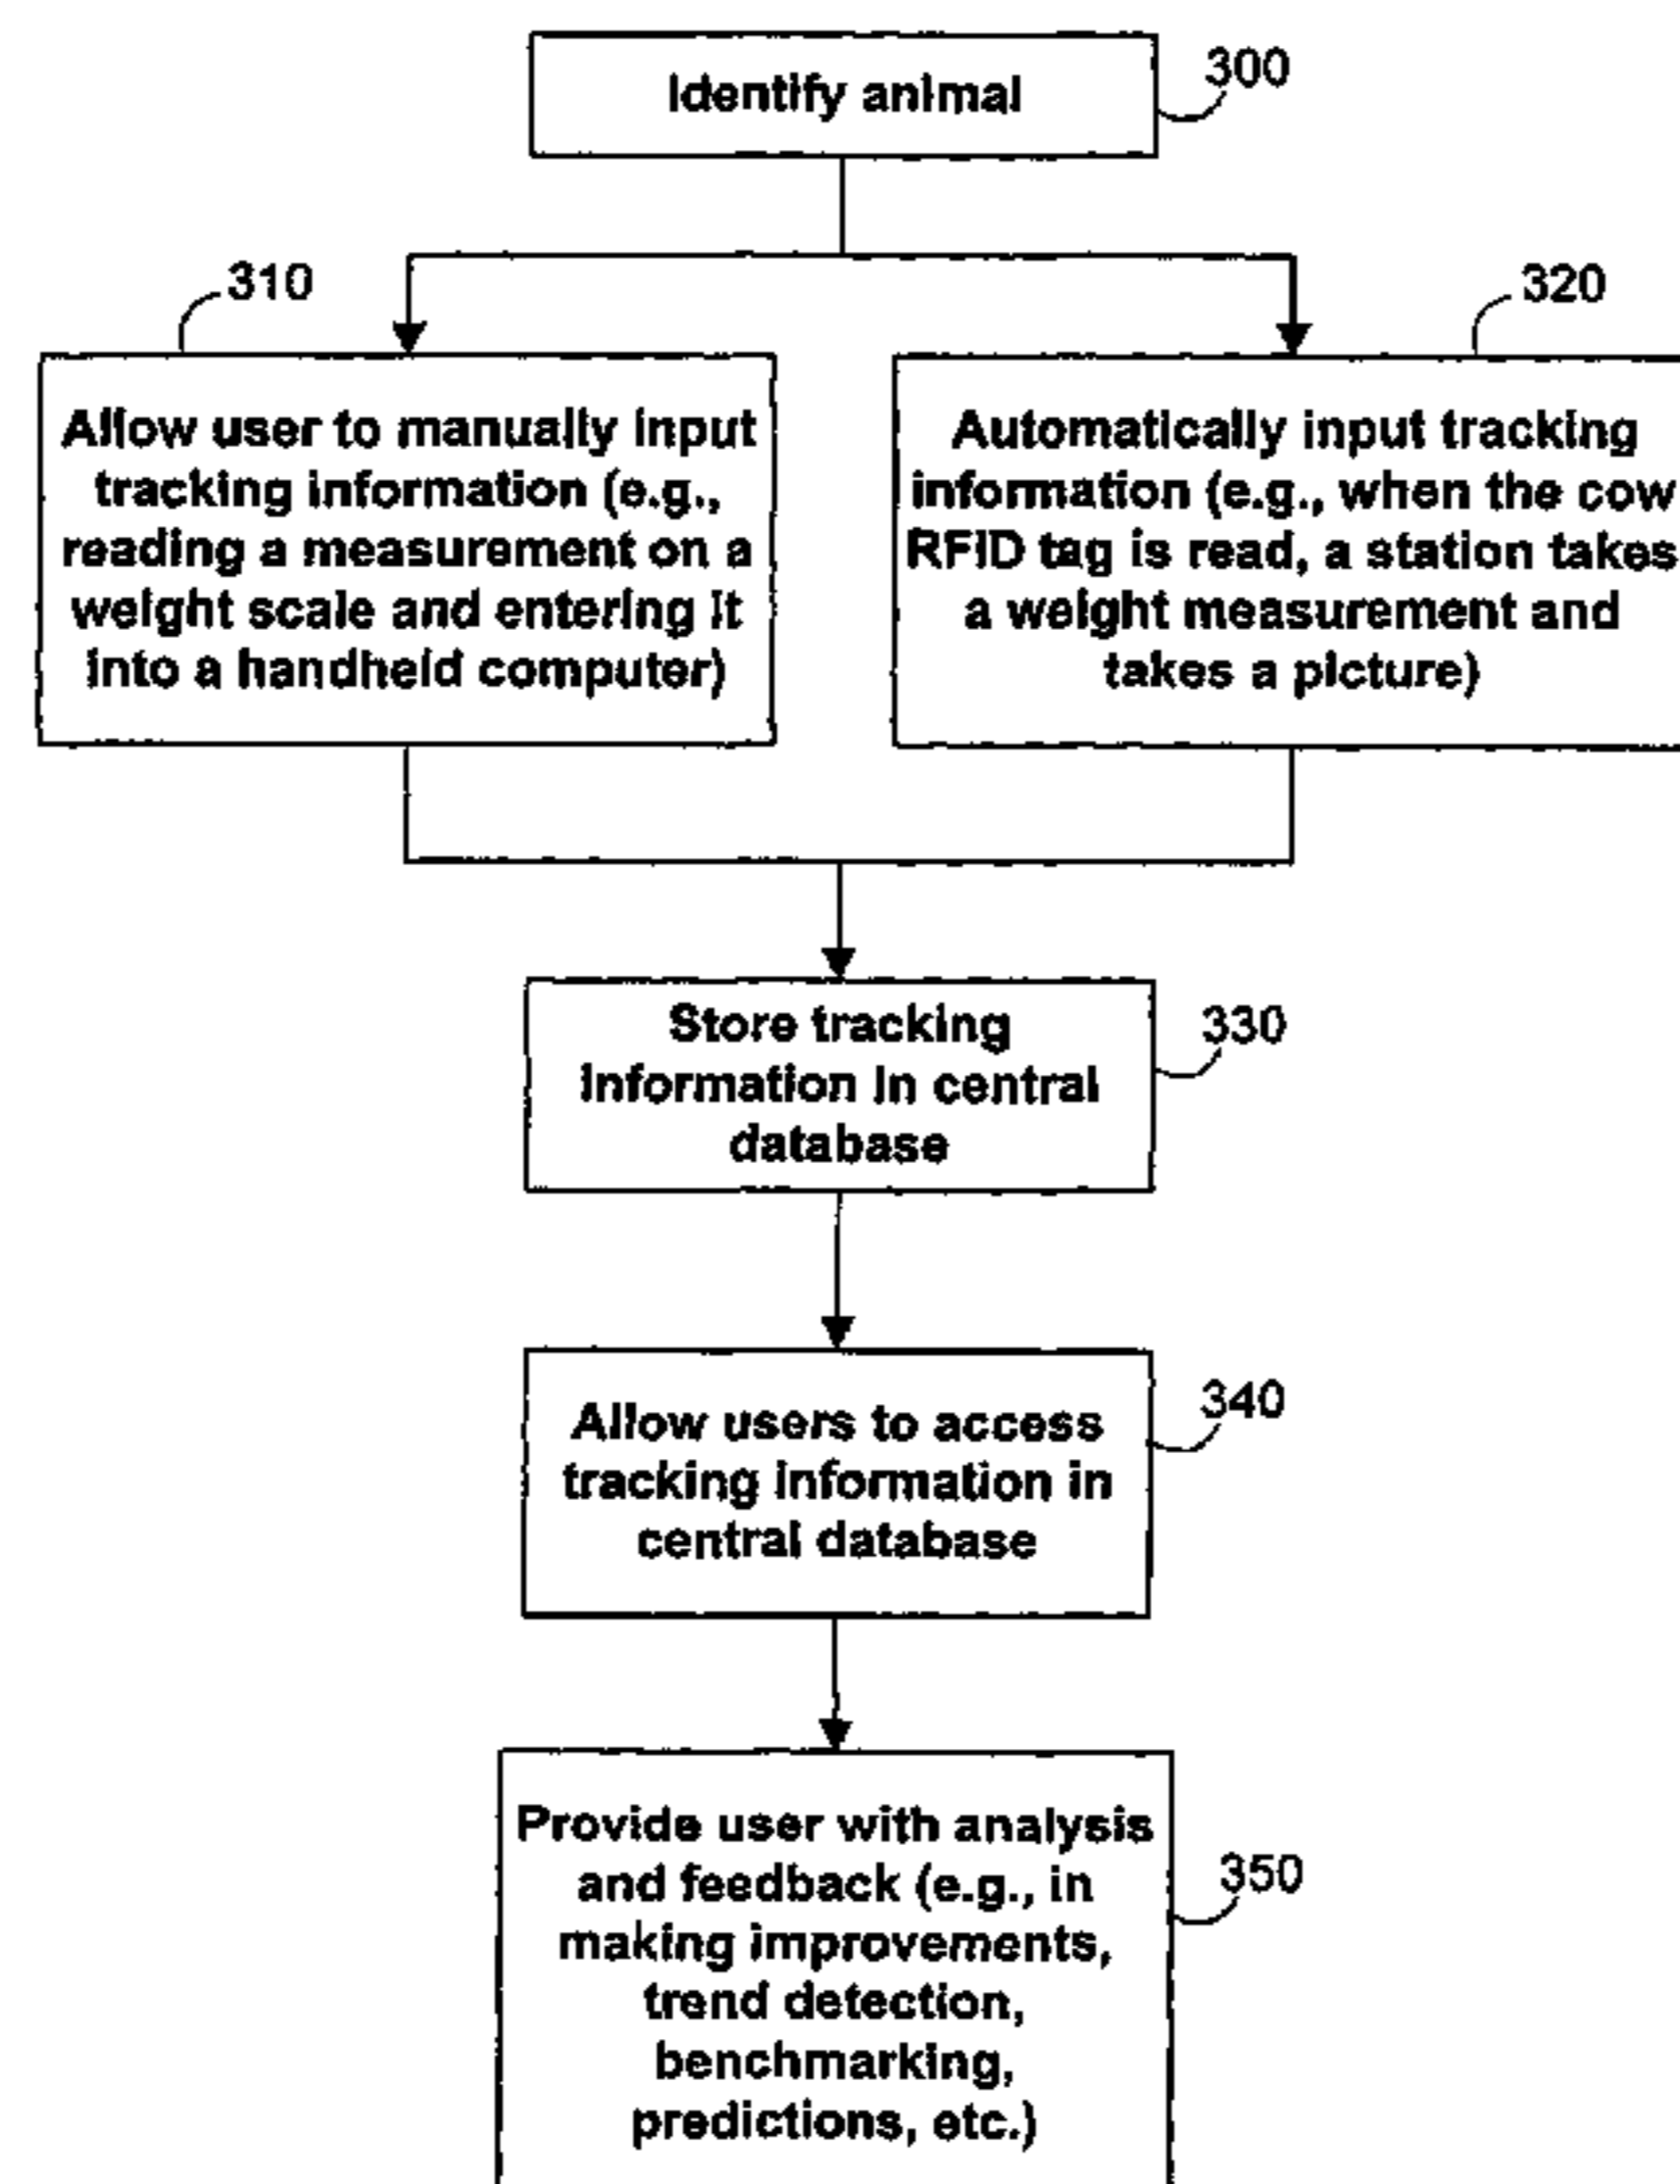 Identify animal
300
310
320
Allow user to manually input
tracking information (e.g.,
reading a measurement on a
weight scale and entering it
into a handheld computer)
Automatically input tracking
information (e.g., when the cow
RFID tag is read, a station takes
a weight measurement and
takes a picture)
Store tracking
information in central
database
330
Allow users to access
tracking information in
central database
340
Provide user with analysis
and feedback (e.g., in
making improvements,
trend detection,
benchmarking,
predictions, etc.)
350